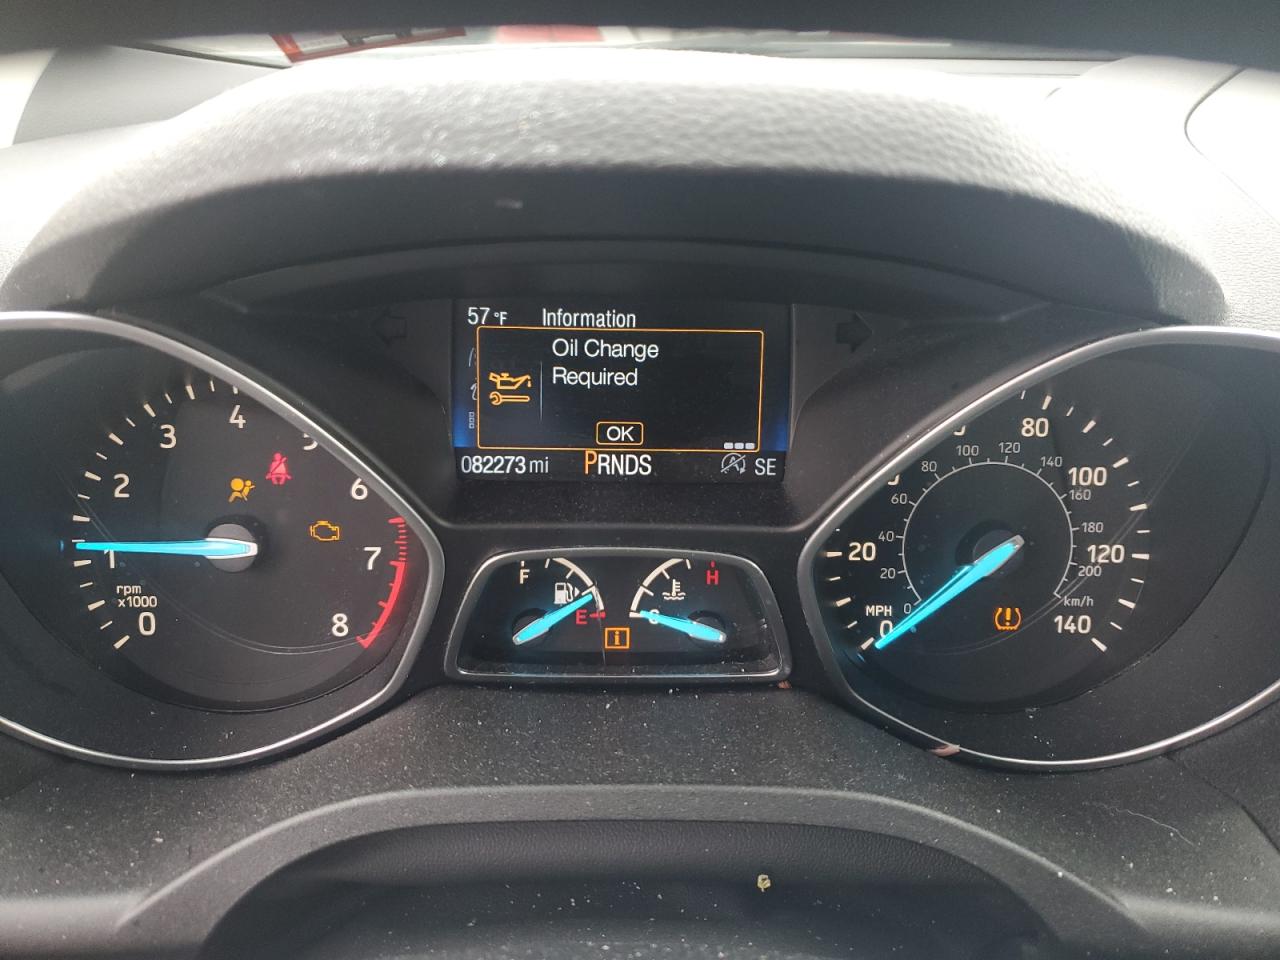 57 °F Information
Oil Change
Required
OK
082273 mi PRNDS SE
0
1
2
3
4
5
6
7
8
rpm
x1000
F
E
C
H
i
MPH
0
20
80
100
120
140
0
20
40
60
80
100
120
140
160
180
200
km/h